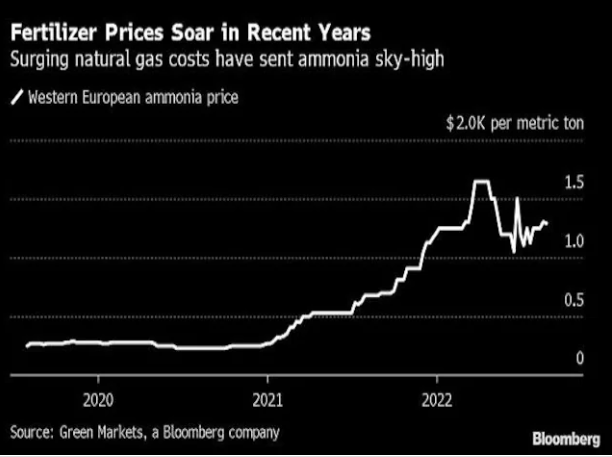 Fertilizer Prices Soar in Recent Years
Surging natural gas costs have sent ammonia sky-high
Western European ammonia price
$2.0K per metric ton
1.5
1.0
0.5
0
2020 2021 2022
Source: Green Markets, a Bloomberg company
Bloomberg